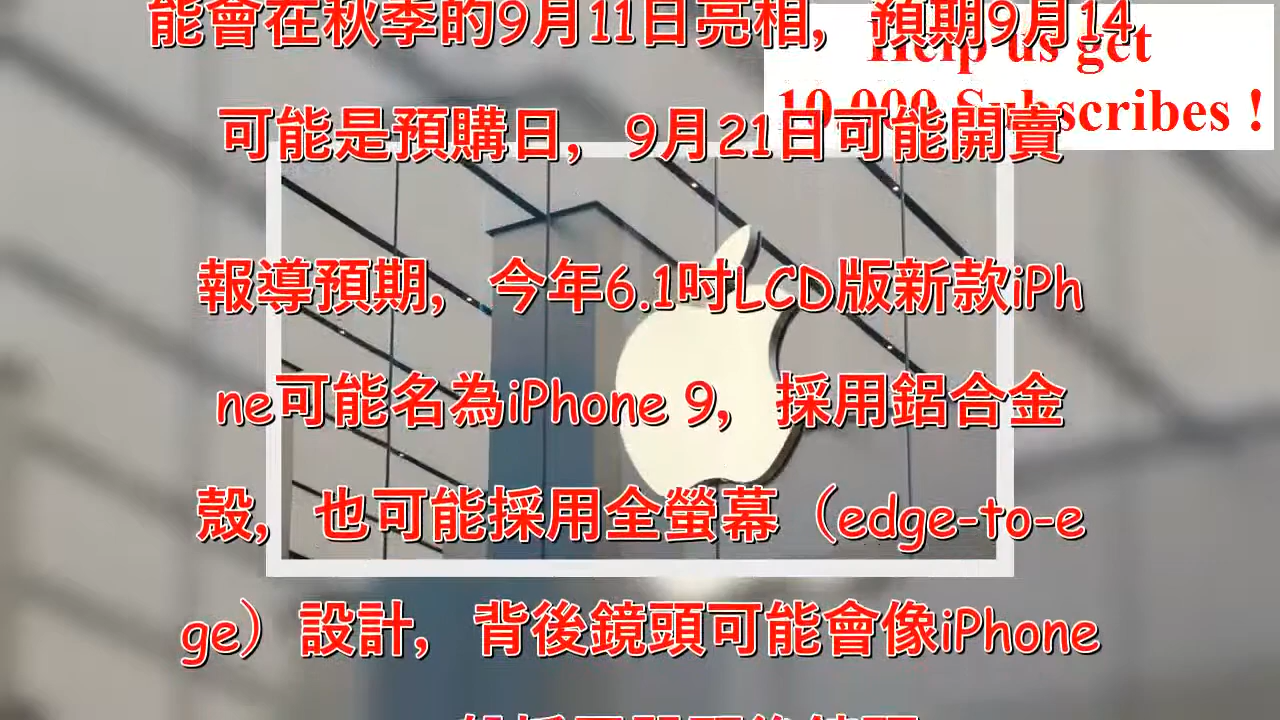 能會在秋季的9月11日亮相，預期9月14
Help us get
10,000 Subscribes !
可能是預購日，9月21日可能開賣
報導預期，今年6.1吋LCD版新款iPh
ne可能名為iPhone 9，採用鋁合金
殼，也可能採用全螢幕（edge-to-e
ge）設計，背後鏡頭可能會像iPhone